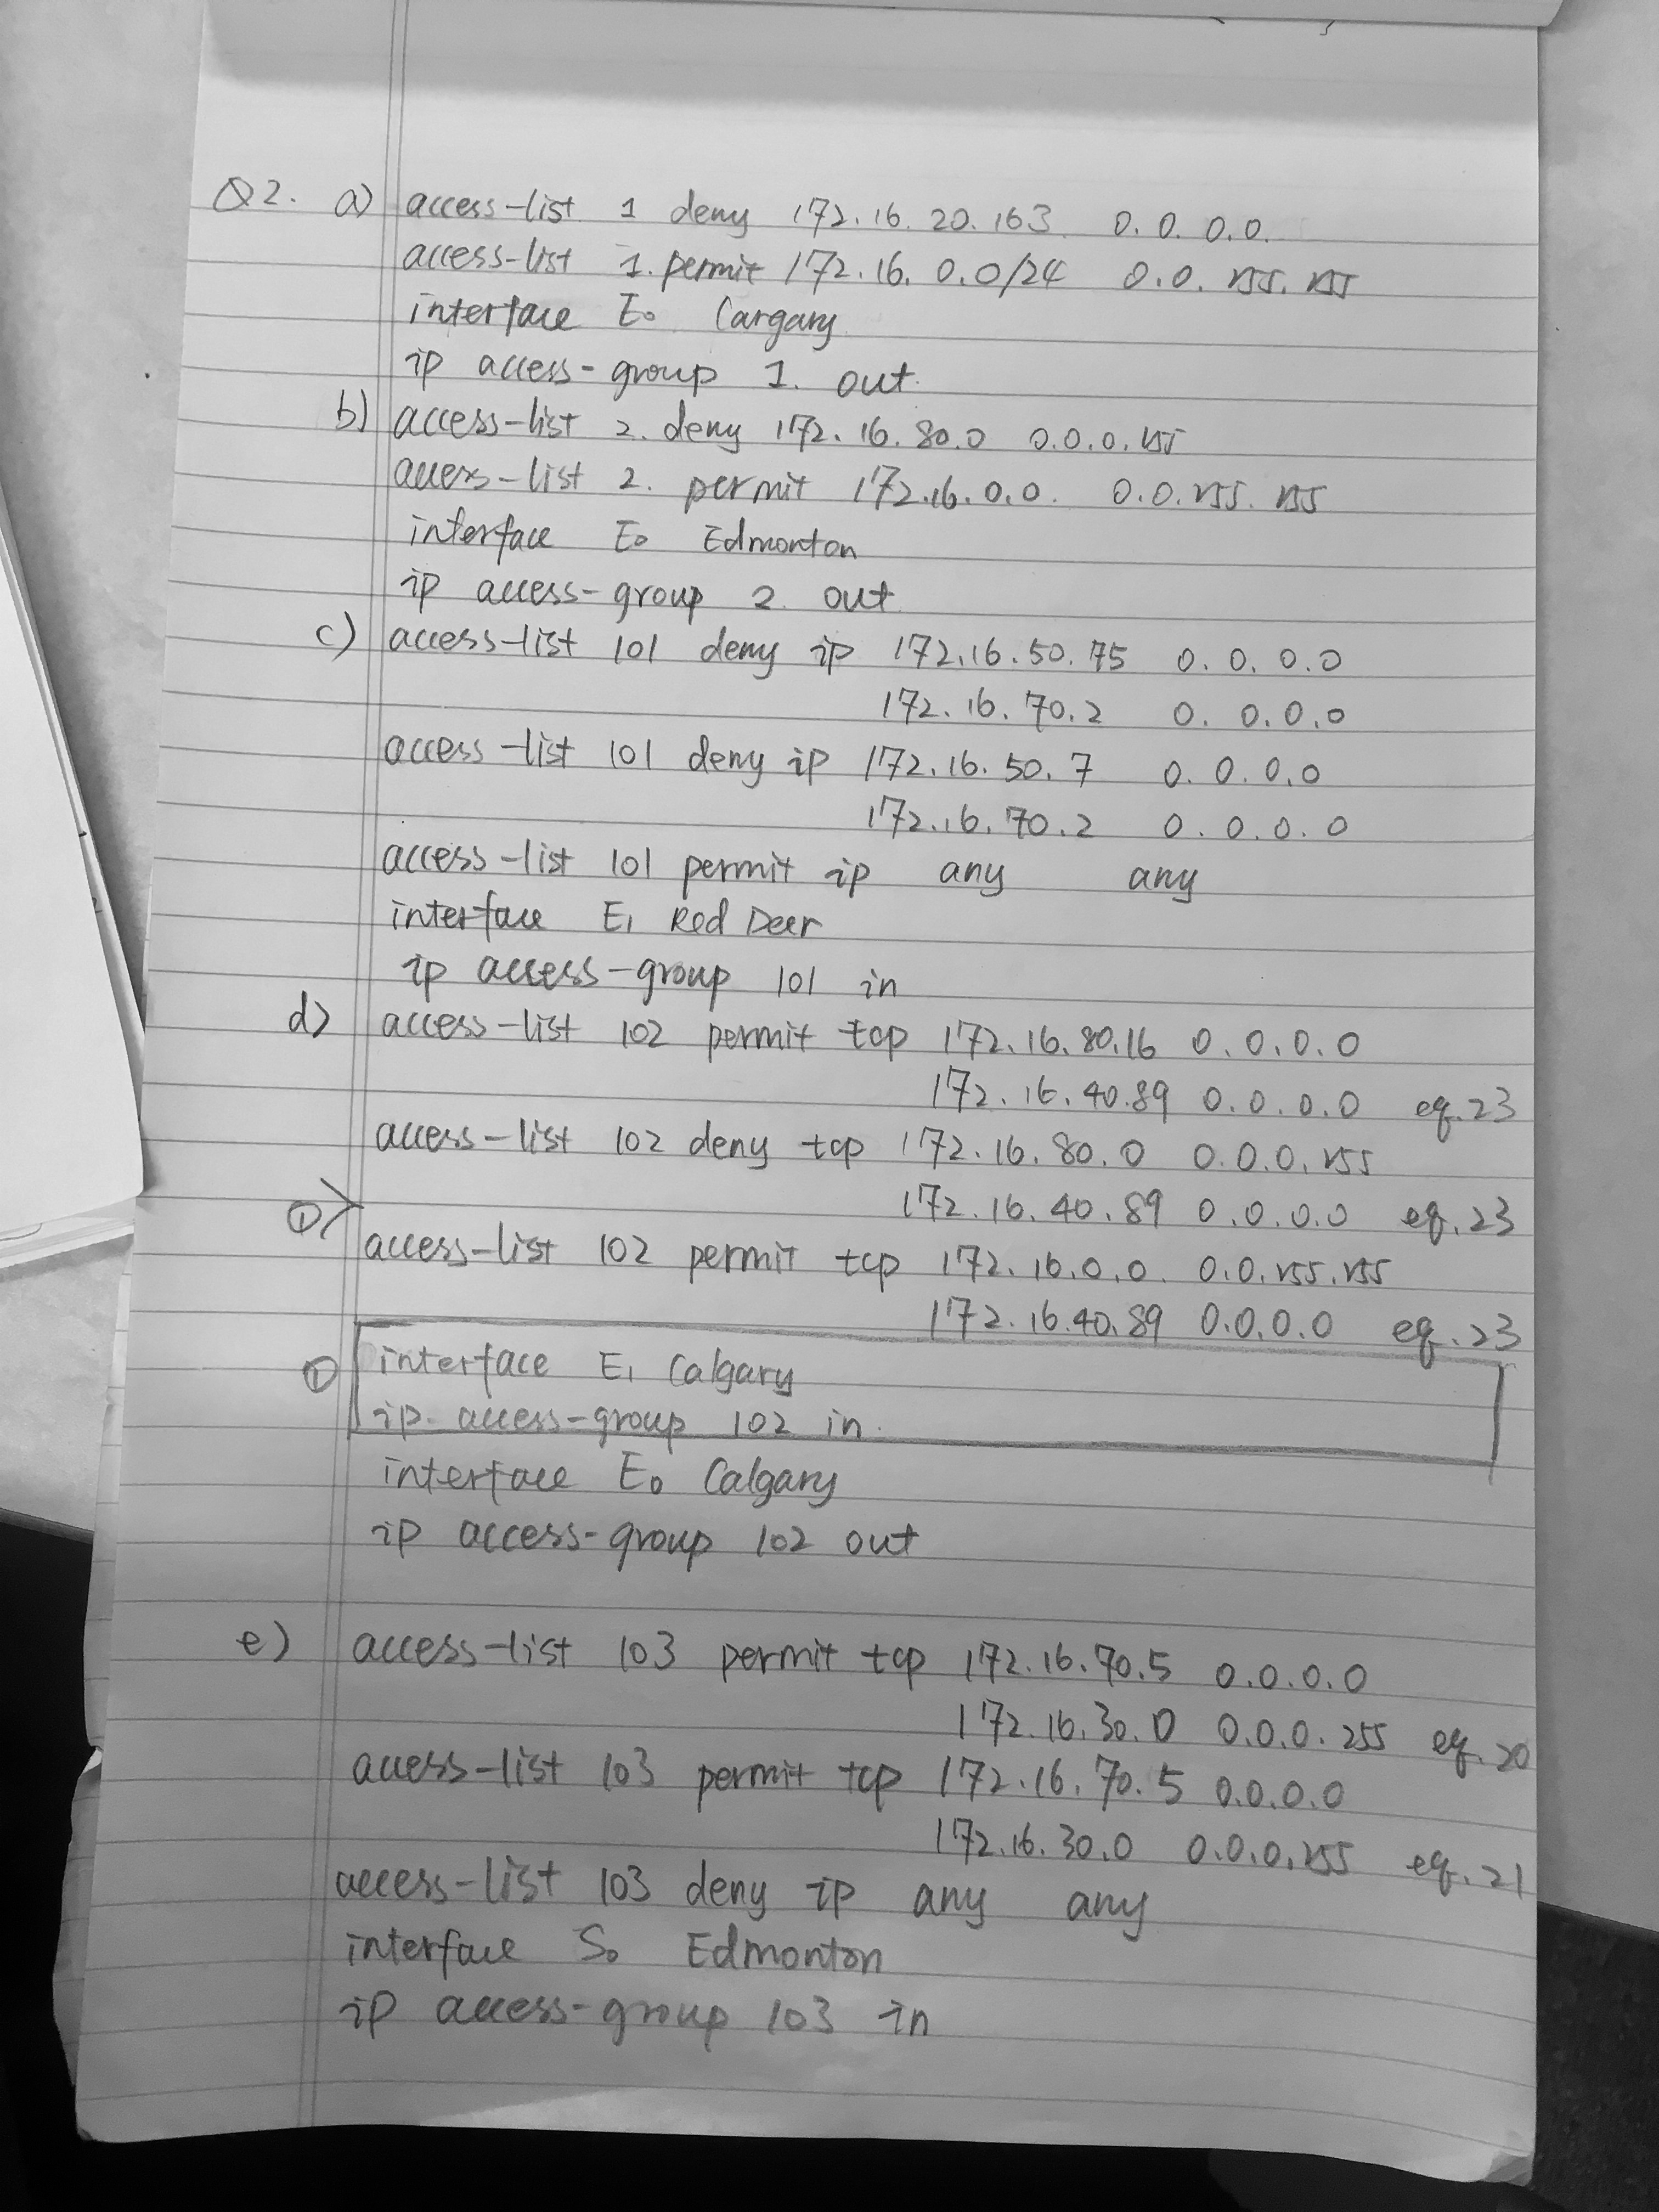 Q2. a) access-list 1 deny 172.16.20.163 0.0.0.0.
access-list 1. permit 172.16.0.0/24 0.0.255.255
interface E0 Cargary
ip access-group 1. out.
b) access-list 2. deny 172.16.80.0 0.0.0.255
access-list 2. permit 172.16.0.0. 0.0.255.255
interface E0 Edmonton
ip access-group 2 out
c) access-list 101 deny ip 172.16.50.75 0.0.0.0
172.16.70.2 0.0.0.0
access-list 101 deny ip 172.16.50.7 0.0.0.0
172.16.70.2 0.0.0.0
access-list 101 permit ip any any
interface E1 Red Deer
ip access-group 101 in
d) access-list 102 permit tcp 172.16.80.16 0.0.0.0
172.16.40.89 0.0.0.0 eq.23
access-list 102 deny tcp 172.16.80.0 0.0.0.255
172.16.40.89 0.0.0.0 eq.23
① access-list 102 permit tcp 172.16.0.0. 0.0.255.255
172.16.40.89 0.0.0.0 eq.23
① interface E1 Calgary
ip access-group 102 in.
interface E0 Calgary
ip access-group 102 out
e) access-list 103 permit tcp 172.16.70.5 0.0.0.0
172.16.30.0 0.0.0.255 eq.20
access-list 103 permit tcp 172.16.70.5 0.0.0.0
172.16.30.0 0.0.0.255 eq.21
access-list 103 deny ip any any
interface S0 Edmonton
ip access-group 103 in